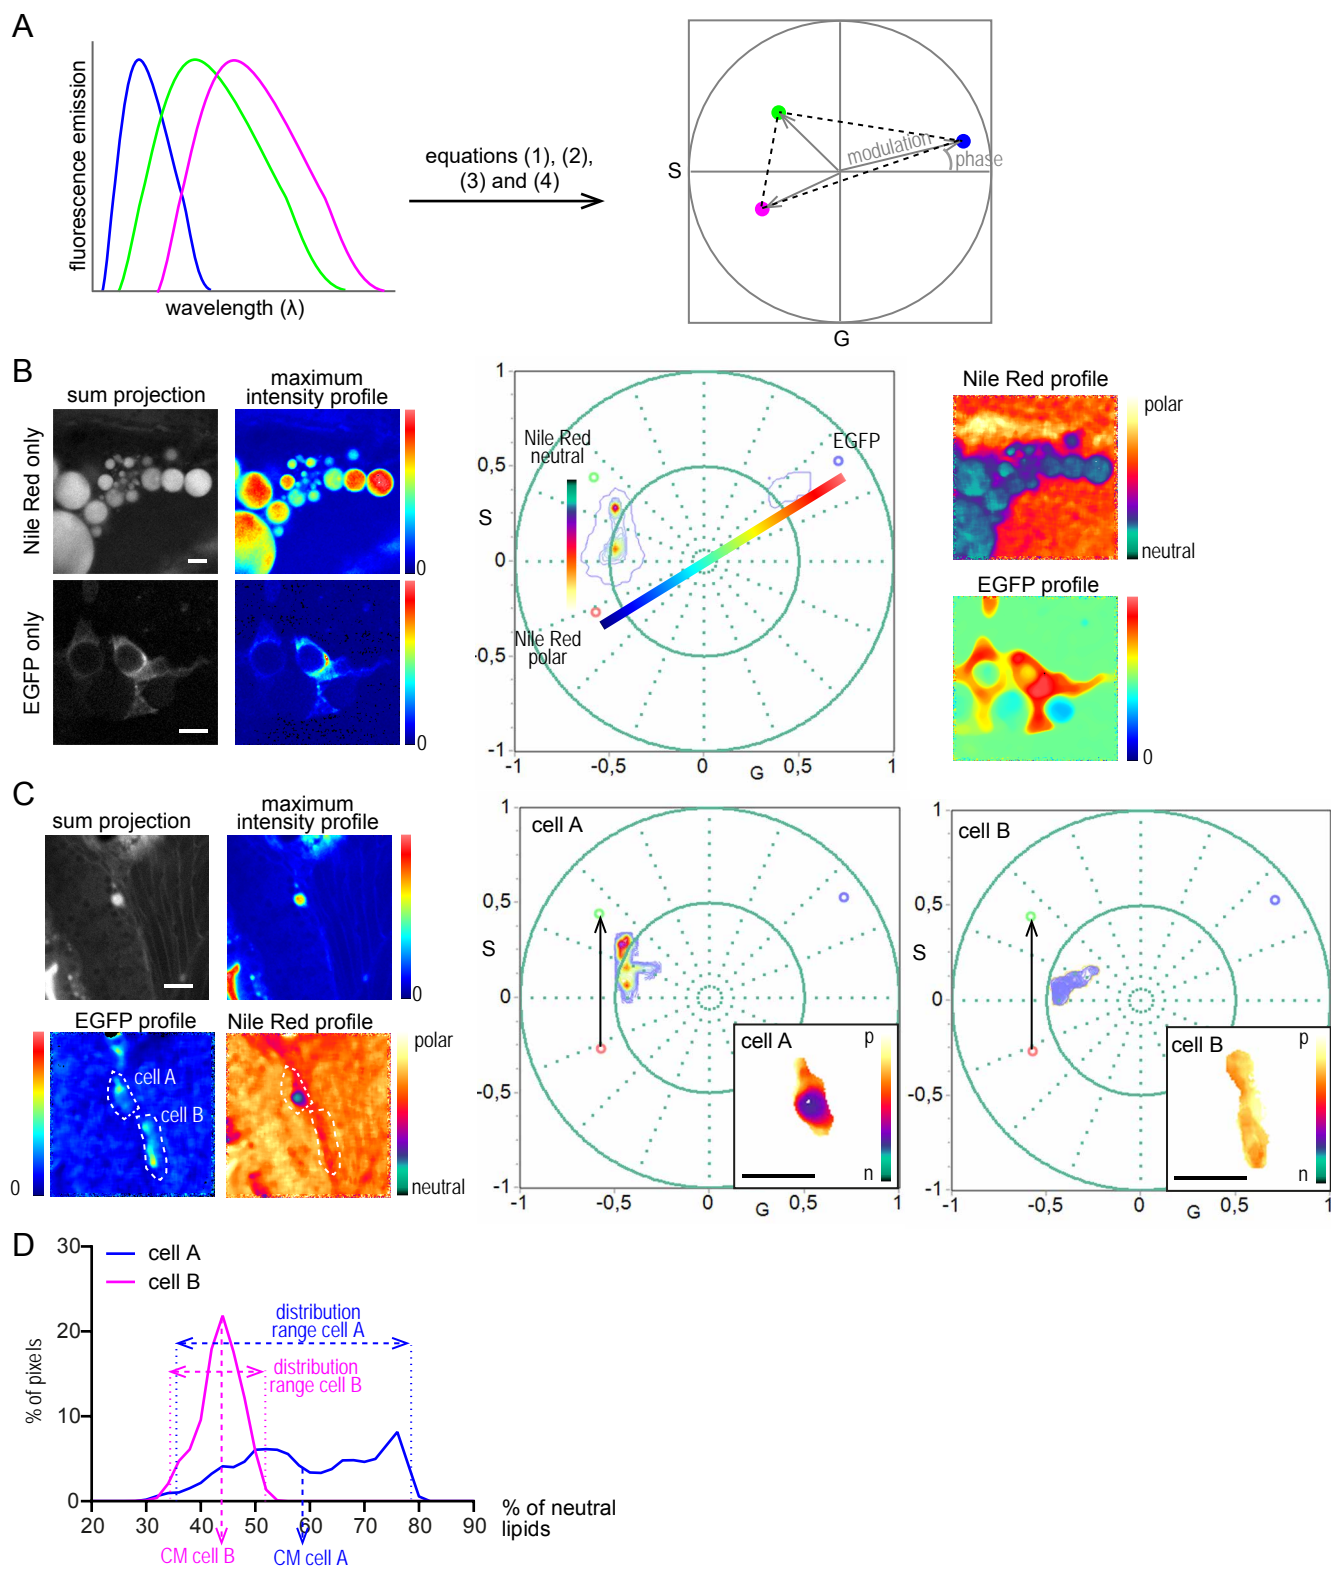 A
fluorescence emission
wavelength (λ)
equations (1), (2),
(3) and (4)
modulation
phase
S
G
B
sum projection
maximum
intensity profile
Nile Red only
0
EGFP only
0
1
0,5
S
0
-0,5
-1
-1
-0,5
0
G
0,5
1
Nile Red
neutral
EGFP
Nile Red
polar
Nile Red profile
polar
neutral
EGFP profile
0
C
sum projection
maximum
intensity profile
0
EGFP profile
cell A
cell B
0
Nile Red profile
polar
neutral
cell A
1
0,5
S
0
-0,5
-1
-1
-0,5
0
G
0,5
1
cell A
p
n
cell B
1
0,5
S
0
-0,5
-1
-1
-0,5
0
G
0,5
1
cell B
p
n
D
30
20
10
0
% of pixels
cell A
cell B
distribution
range cell A
distribution
range cell B
20
30
40
50
60
70
80
90
% of neutral
lipids
CM cell B
CM cell A